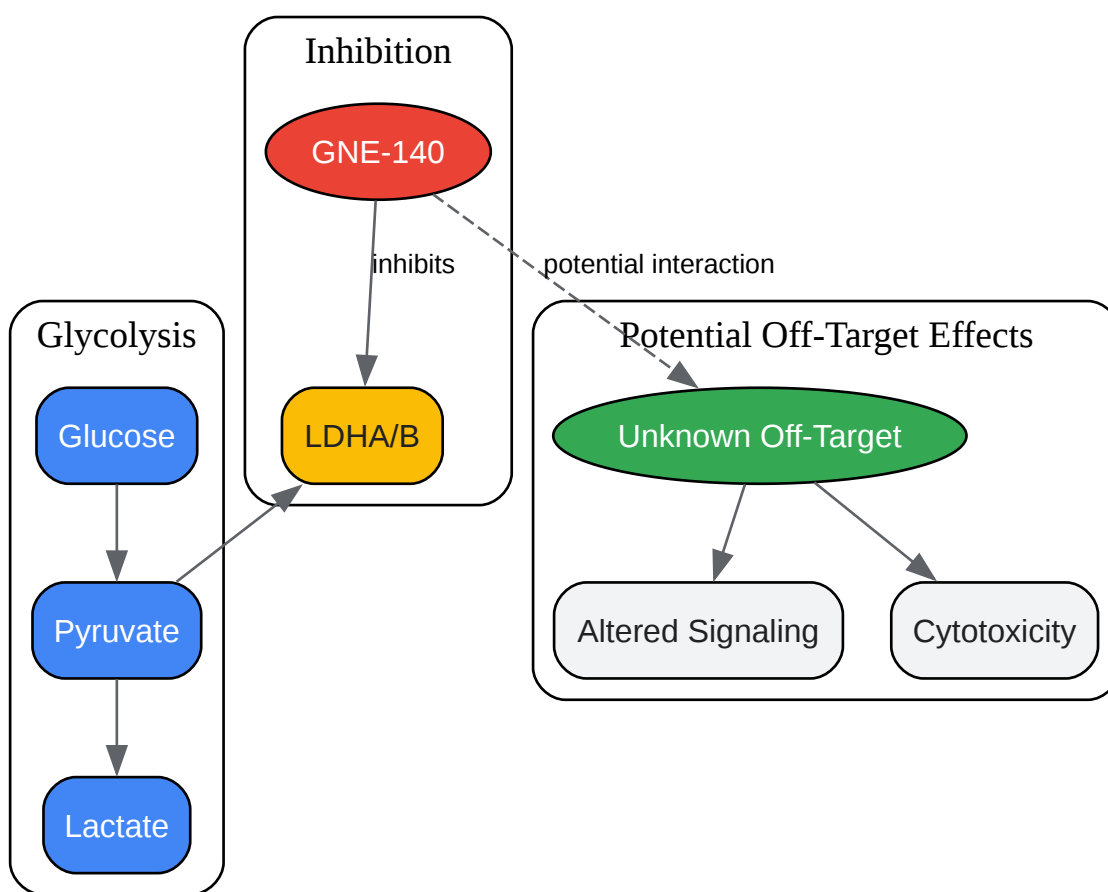 Inhibition
GNE-140
inhibits
potential interaction
Glycolysis
Potential Off-Target Effects
Glucose
LDHA/B
Unknown Off-Target
Pyruvate
Altered Signaling
Cytotoxicity
Lactate